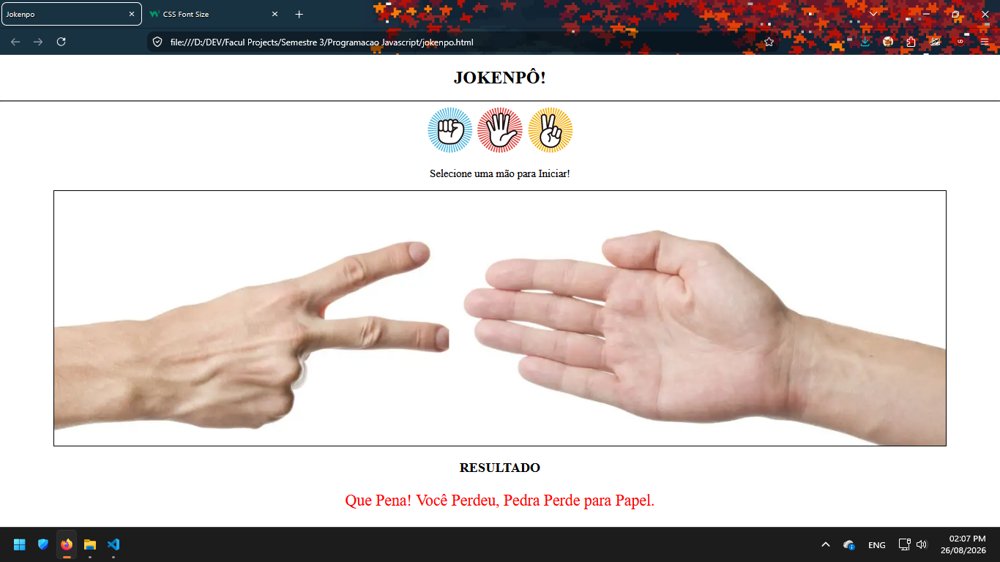 Jokenpo
CSS Font Size
file:///D:/DEV/Facul Projects/Semestre 3/Programacao Javascript/jokenpo.html
JOKENPÔ!
Selecione uma mão para Iniciar!
RESULTADO
Que Pena! Você Perdeu, Pedra Perde para Papel.
ENG
02:07 PM
26/08/2026